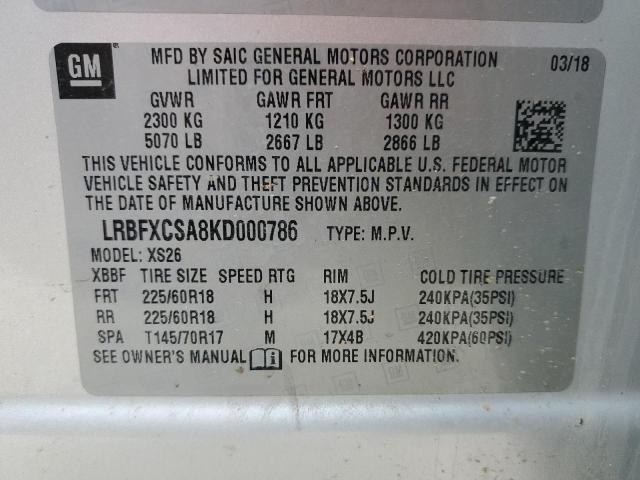 GM
MFD BY SAIC GENERAL MOTORS CORPORATION 03/18
LIMITED FOR GENERAL MOTORS LLC
GVWR GAWR FRT GAWR RR
2300 KG 1210 KG 1300 KG
5070 LB 2667 LB 2866 LB
THIS VEHICLE CONFORMS TO ALL APPLICABLE U.S. FEDERAL MOTOR
VEHICLE SAFETY AND THEFT PREVENTION STANDARDS IN EFFECT ON
THE DATE OF MANUFACTURE SHOWN ABOVE.
LRBFXCSA8KD000786 TYPE: M.P.V.
MODEL: XS26
XBBF TIRE SIZE SPEED RTG RIM COLD TIRE PRESSURE
FRT 225/60R18 H 18X7.5J 240KPA(35PSI)
RR 225/60R18 H 18X7.5J 240KPA(35PSI)
SPA T145/70R17 M 17X4B 420KPA(60PSI)
SEE OWNER'S MANUAL FOR MORE INFORMATION.